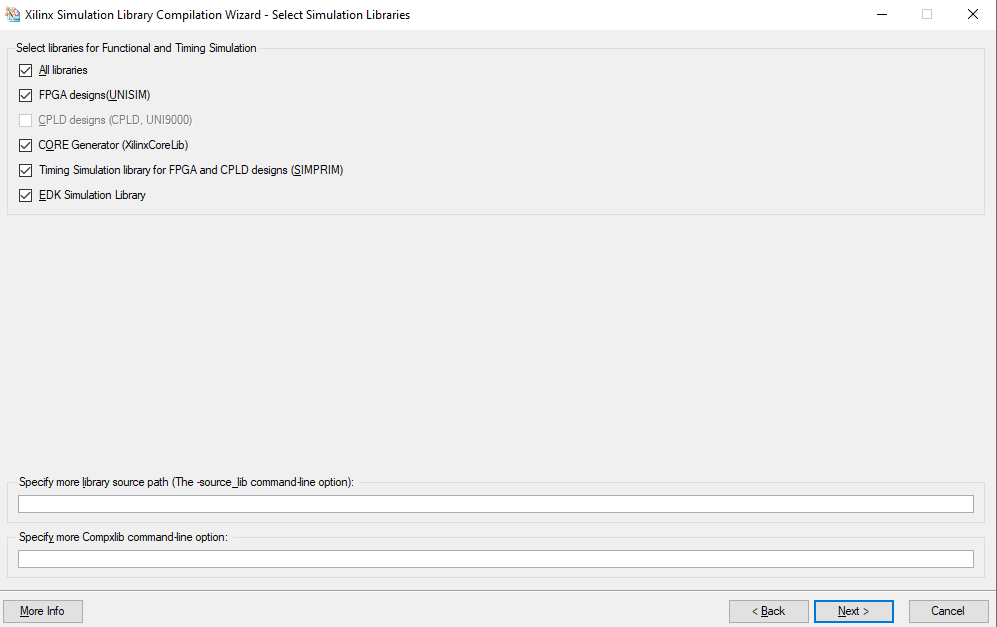 Xilinx Simulation Library Compilation Wizard - Select Simulation Libraries
Select libraries for Functional and Timing Simulation
All libraries
FPGA designs(UNISIM)
CPLD designs (CPLD, UNI9000)
CORE Generator (XilinxCoreLib)
Timing Simulation library for FPGA and CPLD designs (SIMPRIM)
EDK Simulation Library
Specify more library source path (The -source_lib command-line option):
Specify more Compxlib command-line option:
More Info
< Back
Next >
Cancel